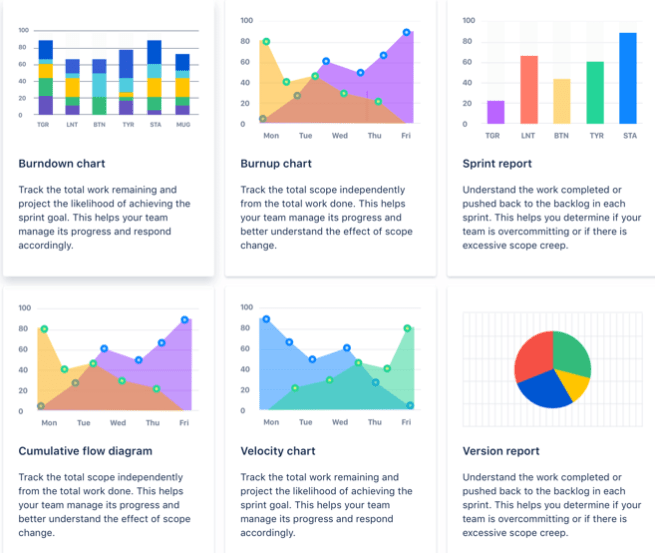 100
80
60
40
20
0
TGR LNT BTN TYR STA MUG
Burndown chart
Track the total work remaining and
project the likelihood of achieving the
sprint goal. This helps your team
manage its progress and respond
accordingly.
100
80
60
40
20
0
Mon Tue Wed Thu Fri
Burnup chart
Track the total scope independently
from the total work done. This helps
your team manage its progress and
better understand the effect of scope
change.
100
80
60
40
20
0
TGR LNT BTN TYR STA
Sprint report
Understand the work completed or
pushed back to the backlog in each
sprint. This helps you determine if your
team is overcommitting or if there is
excessive scope creep.
100
80
60
40
20
0
Mon Tue Wed Thu Fri
Cumulative flow diagram
Track the total scope independently
from the total work done. This helps
your team manage its progress and
better understand the effect of scope
change.
100
80
60
40
20
0
Mon Tue Wed Thu Fri
Velocity chart
Track the total work remaining and
project the likelihood of achieving the
sprint goal. This helps your team
manage its progress and respond
accordingly.
Version report
Understand the work completed or
pushed back to the backlog in each
sprint. This helps you determine if your
team is overcommitting or if there is
excessive scope creep.